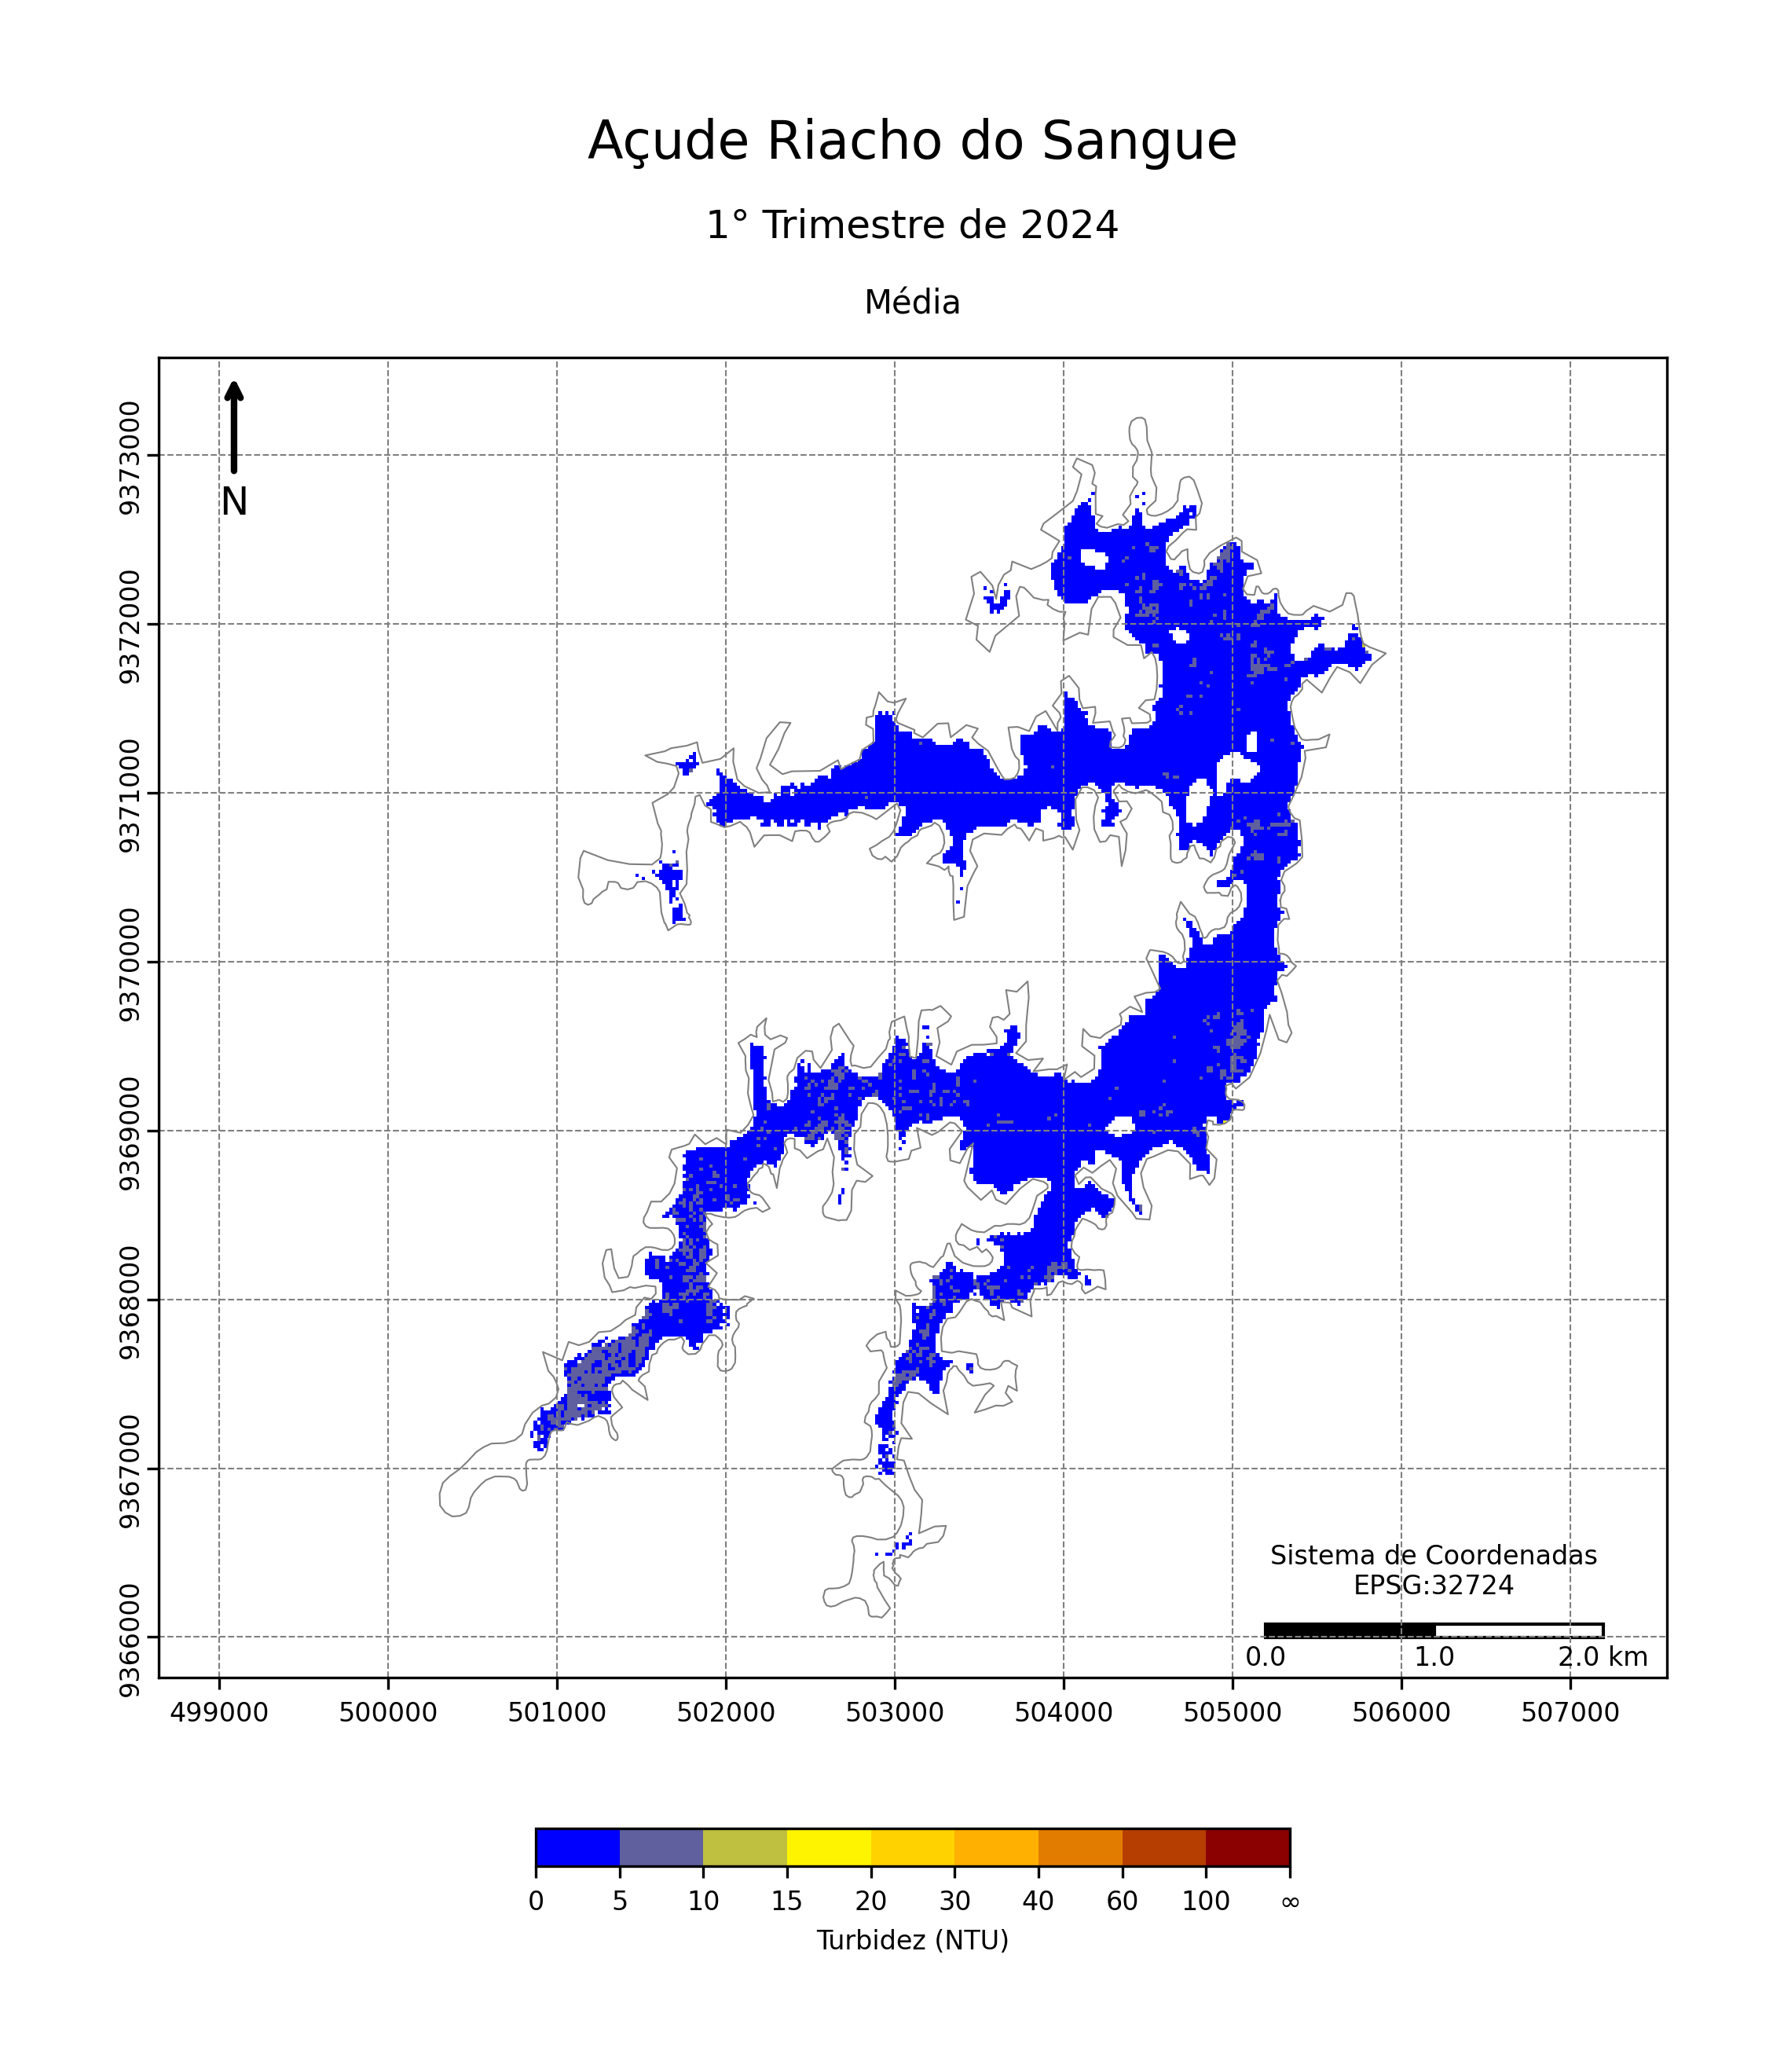 Açude Riacho do Sangue
1° Trimestre de 2024
Média
N
9373000
9372000
9371000
9370000
9369000
9368000
9367000
9366000
Sistema de Coordenadas
EPSG:32724
0.0 1.0 2.0 km
499000 500000 501000 502000 503000 504000 505000 506000 507000
0 5 10 15 20 30 40 60 100 ∞
Turbidez (NTU)